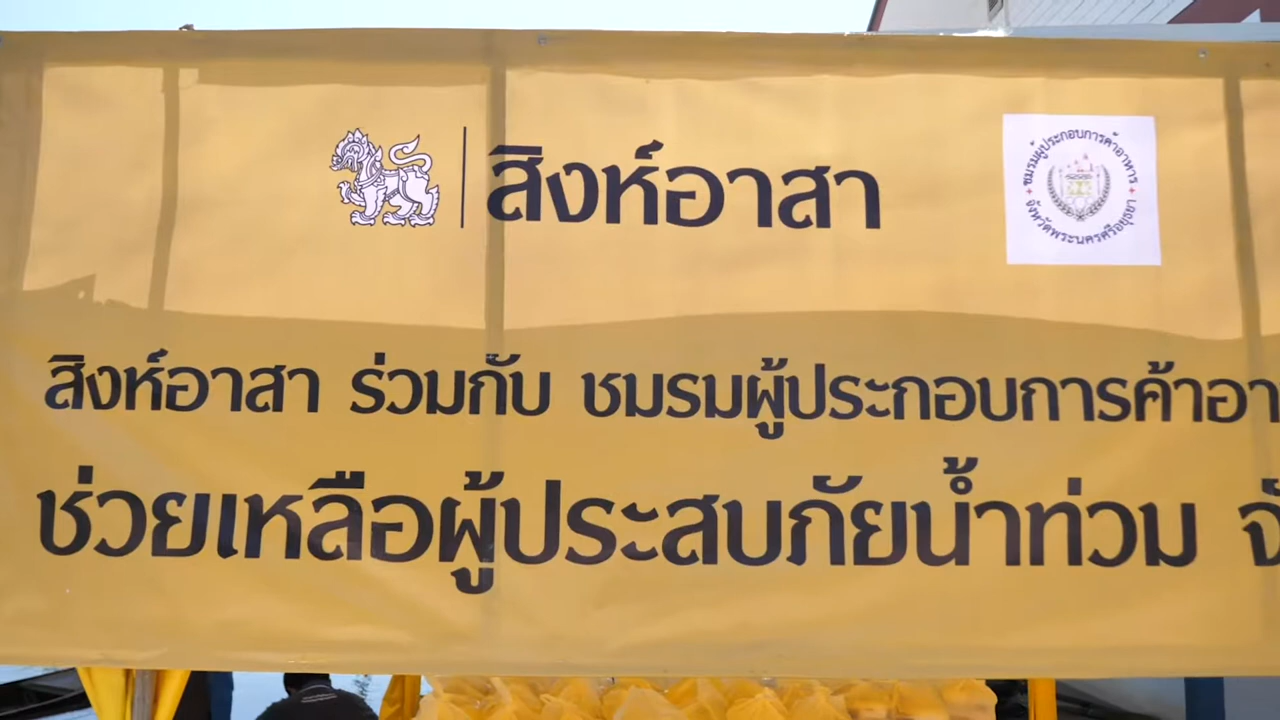 สิงห์อาสา
ชมรมผู้ประกอบการค้าอาหาร
จังหวัดพระนครศรีอยุธยา
สิงห์อาสา ร่วมกับ ชมรมผู้ประกอบการค้าอา
ช่วยเหลือผู้ประสบภัยน้ำท่วม จั